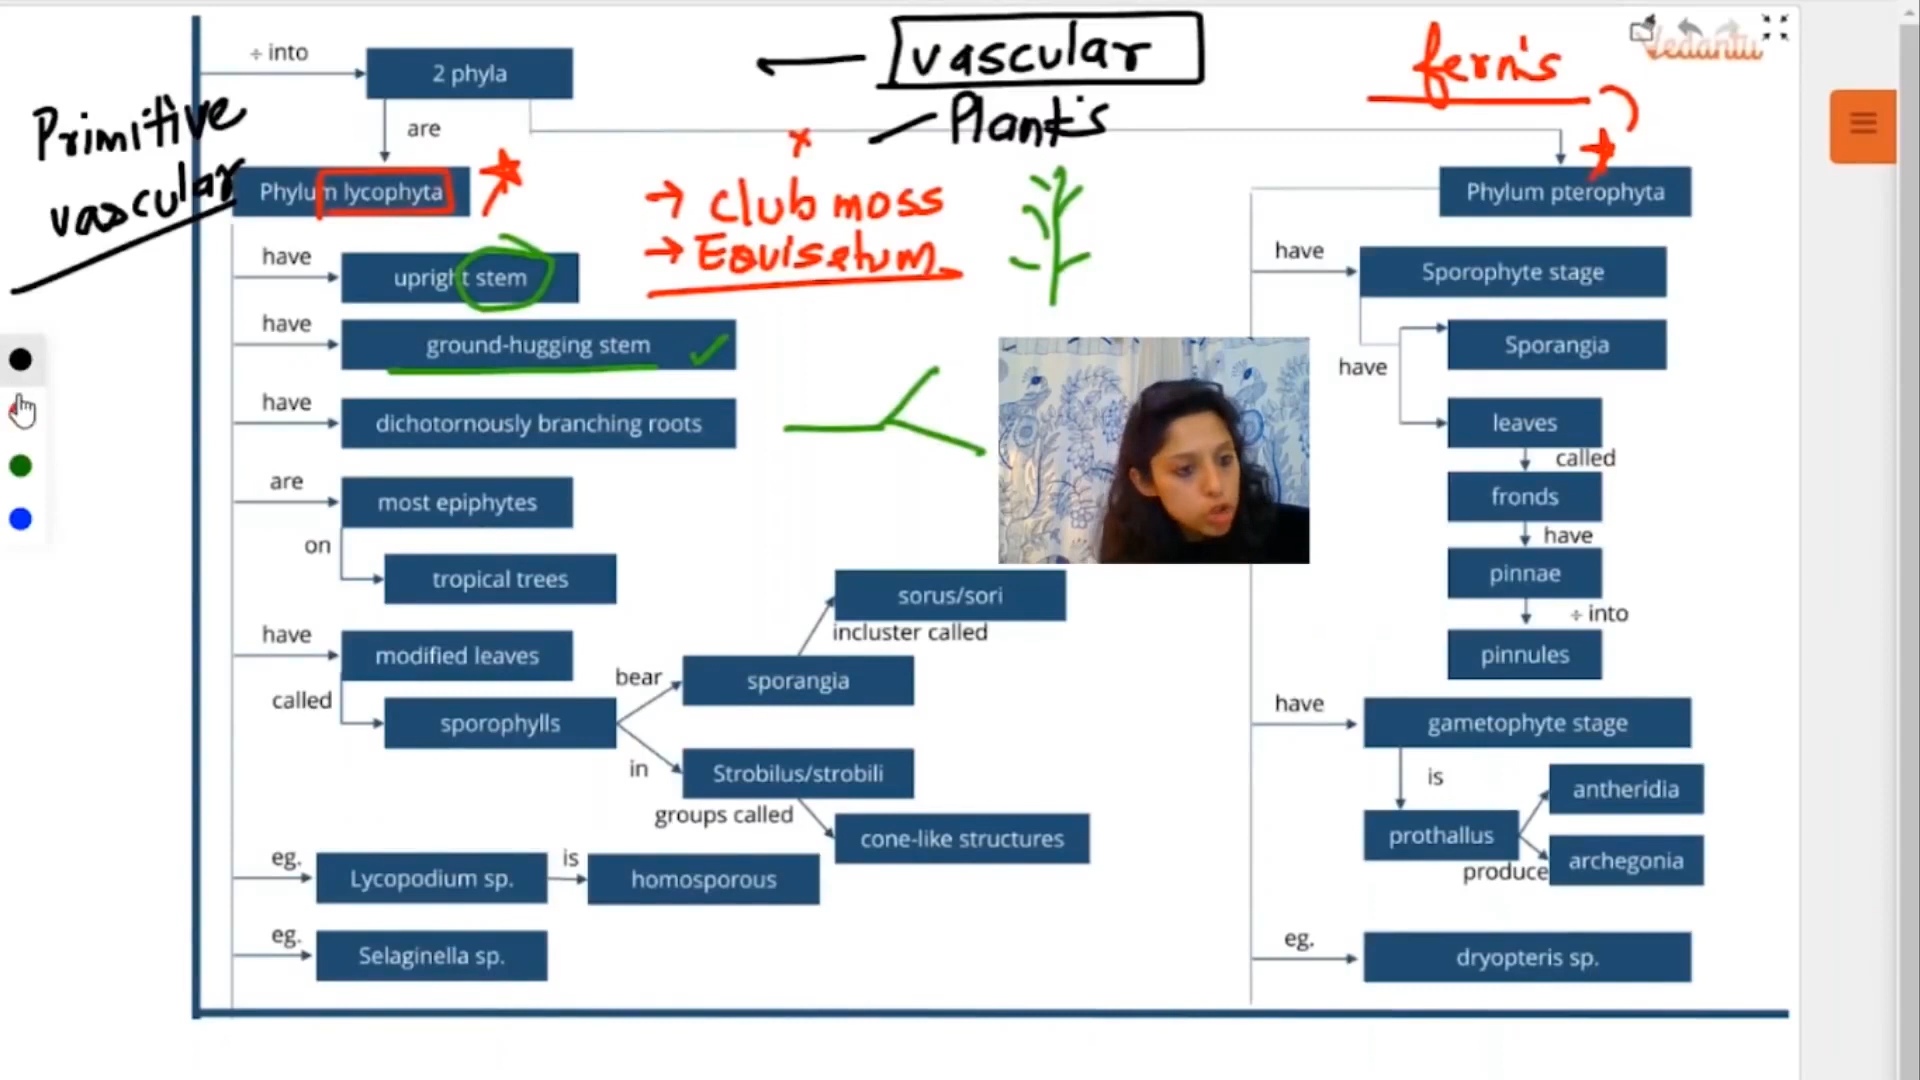 ÷ into
2 phyla
are
vascular
Plants
ferns
Vedantu
Primitive
vascular
Phylum lycophyta
→ club moss
→ Equisetum
Phylum pterophyta
have
upright stem
have
ground-hugging stem
have
dichotornously branching roots
are
most epiphytes
on
tropical trees
have
modified leaves
called
sporophylls
bear
sporangia
sorus/sori
incluster called
in
Strobilus/strobili
groups called
cone-like structures
eg.
Lycopodium sp.
is
homosporous
eg.
Selaginella sp.
have
Sporophyte stage
have
Sporangia
leaves
called
fronds
have
pinnae
÷ into
pinnules
have
gametophyte stage
is
prothallus
produce
antheridia
archegonia
eg.
dryopteris sp.